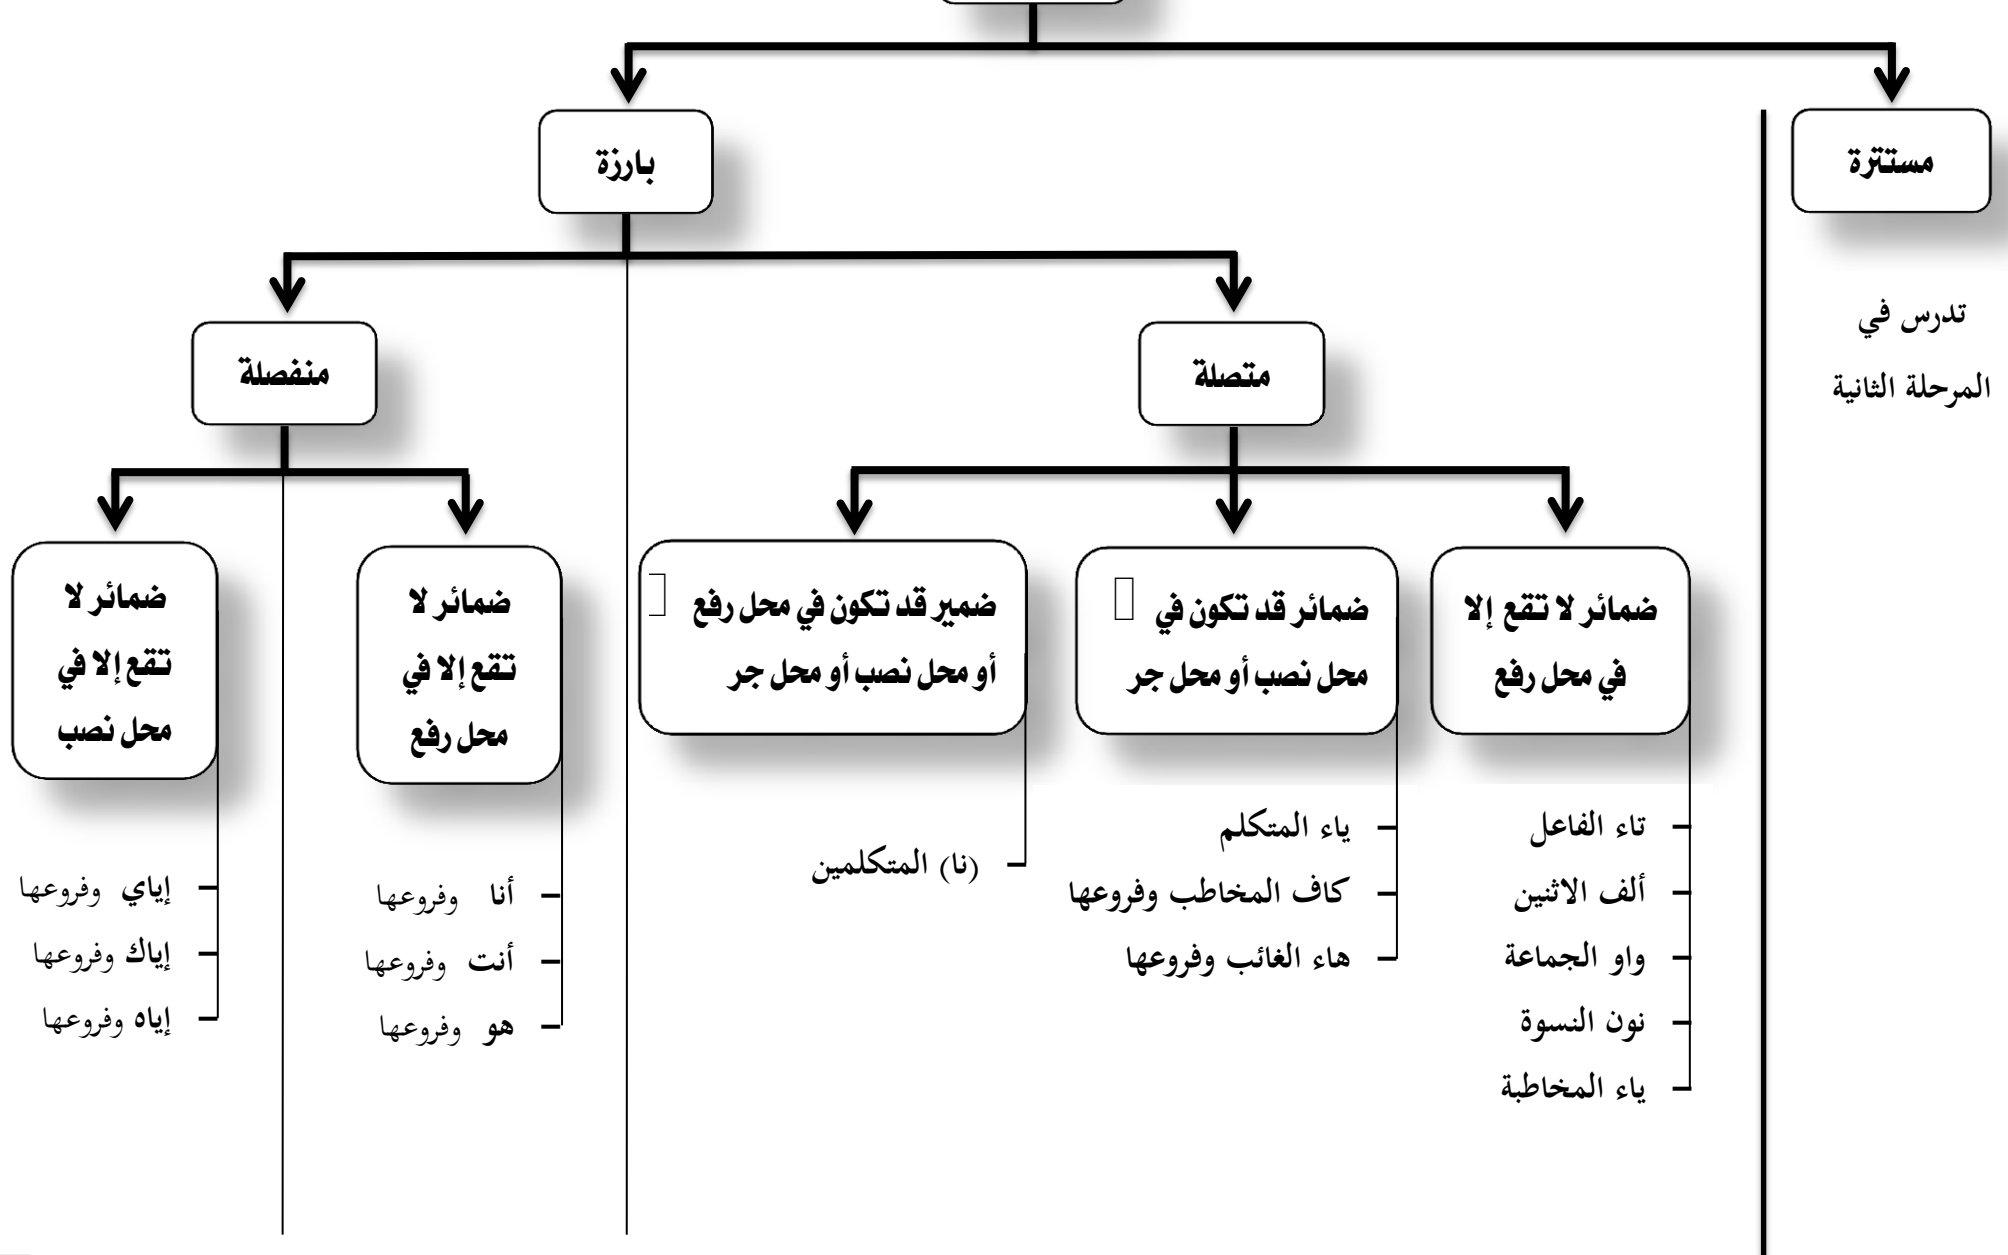 بارزة
مستترة
تدرس في
المرحلة الثانية
متصلة
منفصلة
ضمائر لا تقع إلا
في محل رفع
تاء الفاعل
ألف الاثنين
واو الجماعة
نون النسوة
ياء المخاطبة
ضمائر قد تكون في
محل نصب أو محل جر
ياء المتكلم
كاف المخاطب وفروعها
هاء الغائب وفروعها
ضمير قد تكون في محل رفع
أو محل نصب أو محل جر
(نا) المتكلمين
ضمائر لا
تقع إلا في
محل رفع
أنا وفروعها
أنت وفروعها
هو وفروعها
ضمائر لا
تقع إلا في
محل نصب
إياي وفروعها
إياك وفروعها
إياه وفروعها